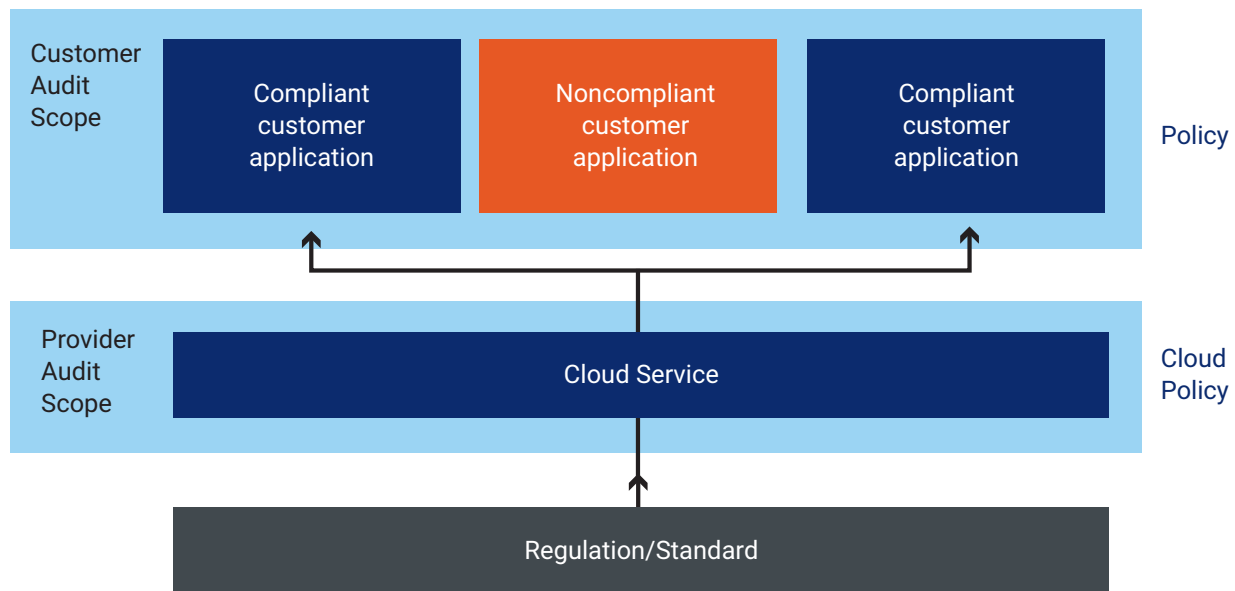 Customer
Audit
Scope
Compliant
customer
application
Noncompliant
customer
application
Compliant
customer
application
Policy
Provider
Audit
Scope
Cloud Service
Cloud
Policy
Regulation/Standard